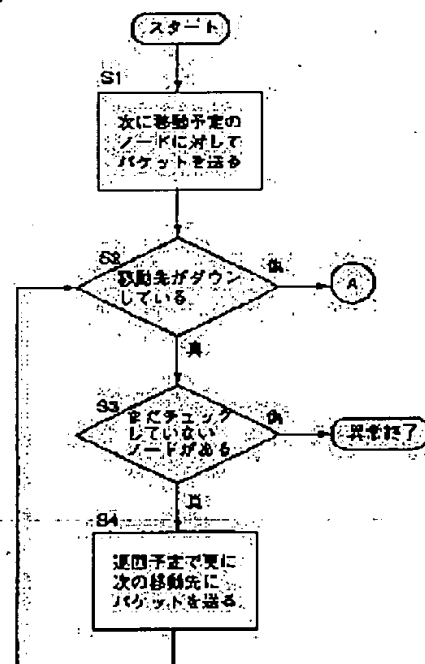 スタート
S1
次に移動予定の
ノードに対して
パケットを送る
S2
移動先がダウン
している
偽
A
真
S3
まだチェック
していない
ノードがある
偽
異常終了
真
S4
巡回予定で更に
次の移動先に
パケットを送る